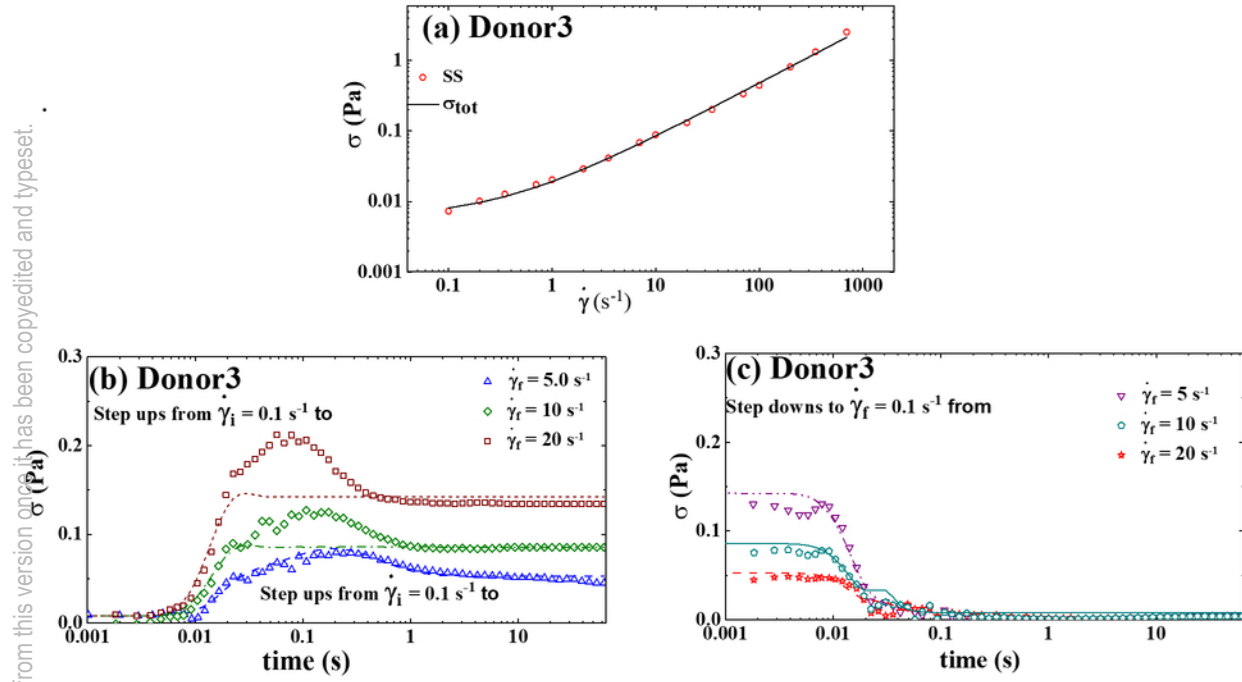 from this version once it has been copyedited and typeset.
(a) Donor3
SS
σtot
σ (Pa)
1
0.1
0.01
0.001
0.1
1
10
100
1000
γ̇ (s⁻¹)
(b) Donor3
Step ups from γ̇i = 0.1 s⁻¹ to
γ̇f = 5.0 s⁻¹
γ̇f = 10 s⁻¹
γ̇f = 20 s⁻¹
Step ups from γ̇i = 0.1 s⁻¹ to
σ (Pa)
0.3
0.2
0.1
0.0
0.001
0.01
0.1
1
10
time (s)
(c) Donor3
Step downs to γ̇f = 0.1 s⁻¹ from
γ̇f = 5 s⁻¹
γ̇f = 10 s⁻¹
γ̇f = 20 s⁻¹
σ (Pa)
0.3
0.2
0.1
0.0
0.001
0.01
0.1
1
10
time (s)